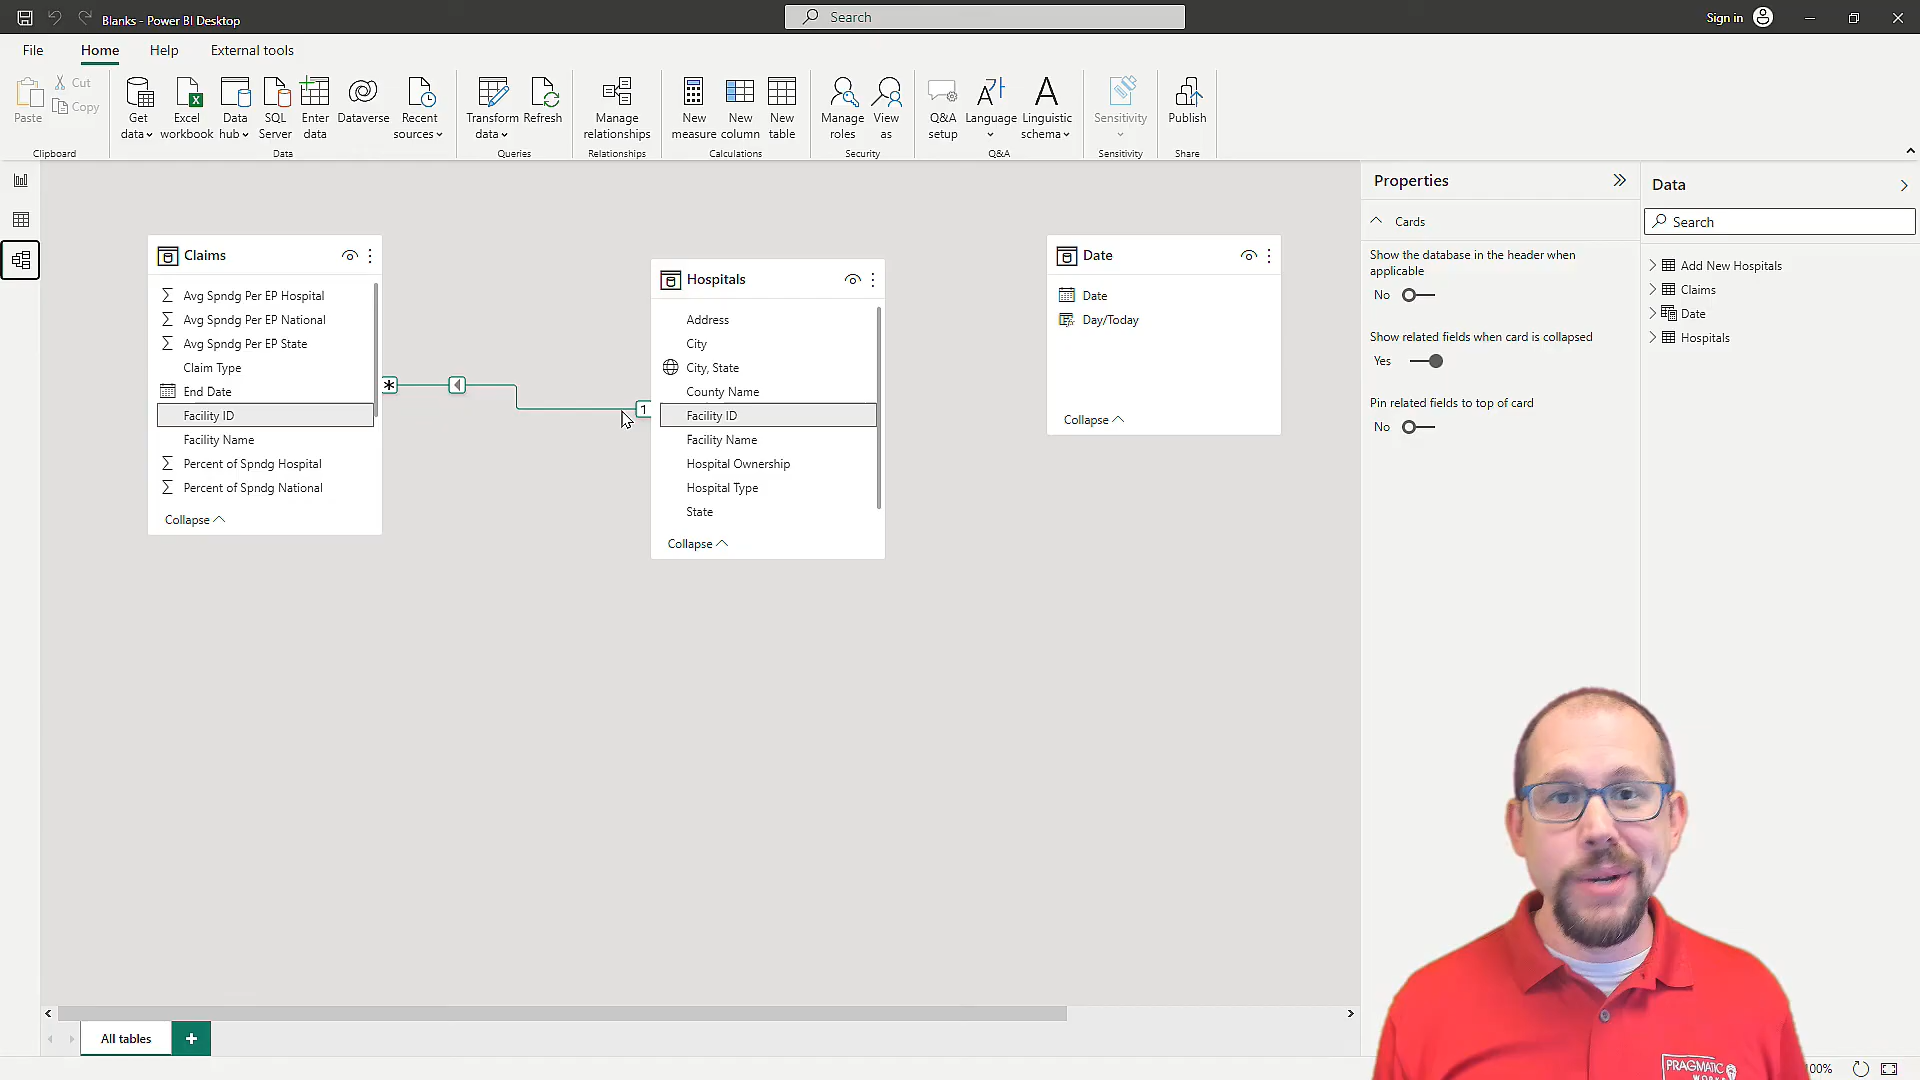 Blanks - Power BI Desktop
Search
Sign in
File
Home
Help
External tools
Paste
Cut
Copy
Clipboard
Get data
Excel workbook
Data hub
SQL Server
Enter data
Dataverse
Recent sources
Data
Transform data
Refresh
Queries
Manage relationships
Relationships
New measure
New column
New table
Calculations
Manage roles
View as
Security
Q&A setup
Language
Linguistic schema
Q&A
Sensitivity
Sensitivity
Publish
Share
Claims
Avg Spndg Per EP Hospital
Avg Spndg Per EP National
Avg Spndg Per EP State
Claim Type
End Date
Facility ID
Facility Name
Percent of Spndg Hospital
Percent of Spndg National
Collapse
*
1
Hospitals
Address
City
City, State
County Name
Facility ID
Facility Name
Hospital Ownership
Hospital Type
State
Collapse
Date
Date
Day/Today
Collapse
Properties
Cards
Show the database in the header when
applicable
No
Show related fields when card is collapsed
Yes
Pin related fields to top of card
No
Data
Search
Add New Hospitals
Claims
Date
Hospitals
All tables
+
100%
PRAGMATIC
WORKS